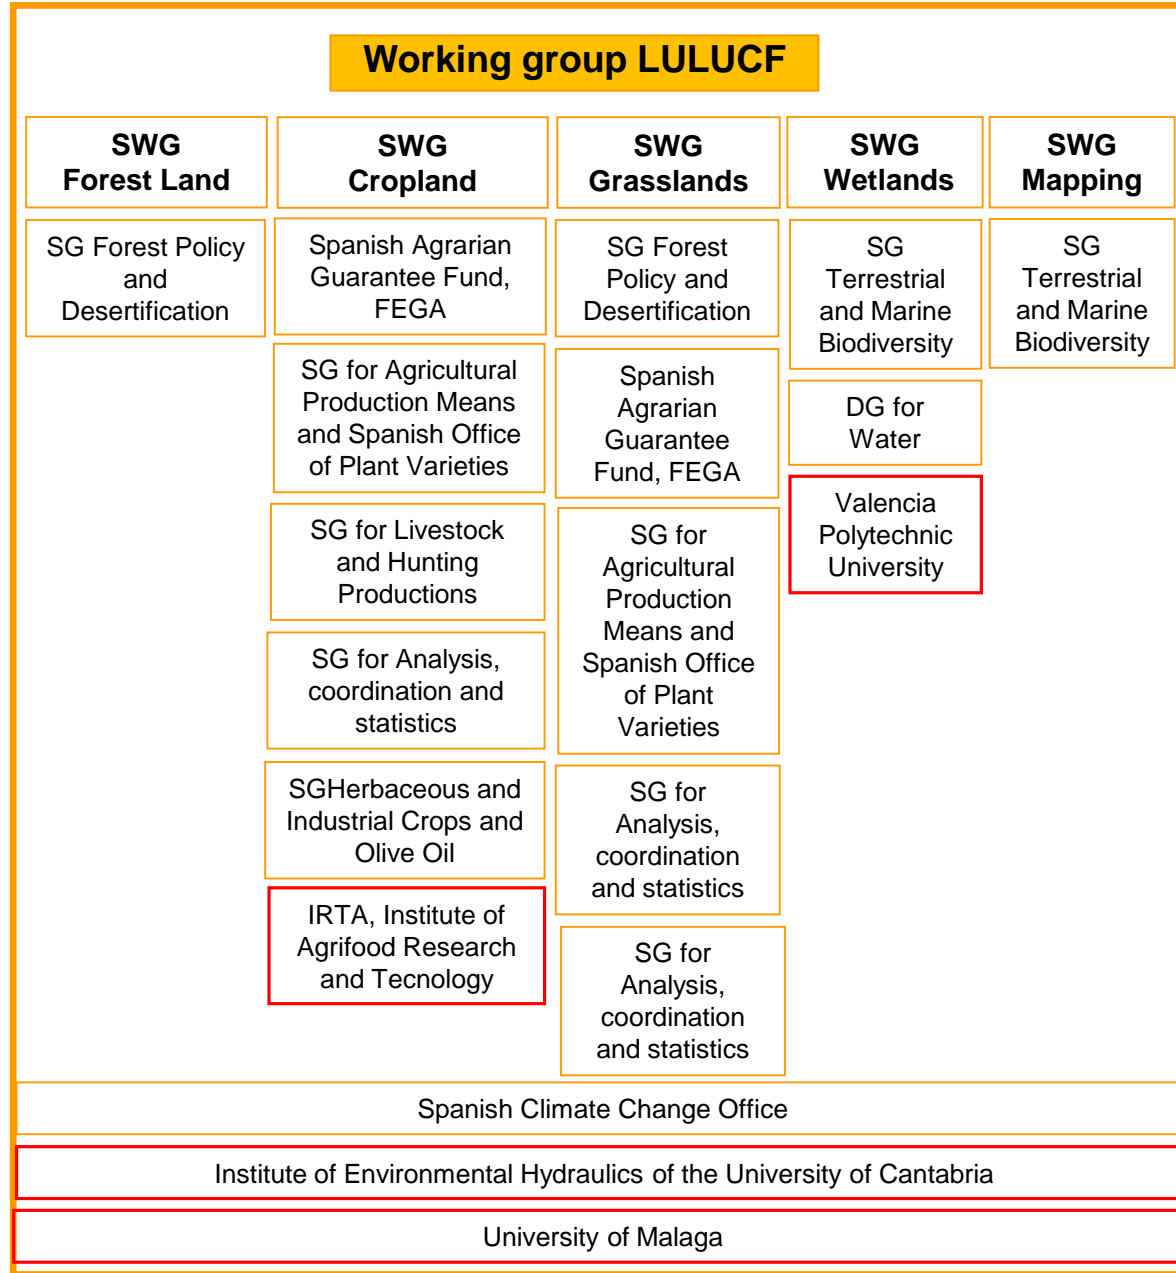 Working group LULUCF
SWG
Forest Land
SG Forest Policy
and
Desertification
SWG
Cropland
Spanish Agrarian
Guarantee Fund,
FEGA
SG for Agricultural
Production Means
and Spanish Office
of Plant Varieties
SG for Livestock
and Hunting
Productions
SG for Analysis,
coordination and
statistics
SGHerbaceous and
Industrial Crops and
Olive Oil
IRTA, Institute of
Agrifood Research
and Tecnology
SWG
Grasslands
SG Forest
Policy and
Desertification
Spanish
Agrarian
Guarantee
Fund, FEGA
SG for
Agricultural
Production
Means and
Spanish Office
of Plant
Varieties
SG for
Analysis,
coordination
and statistics
SG for
Analysis,
coordination
and statistics
SWG
Wetlands
SG
Terrestrial
and Marine
Biodiversity
DG for
Water
Valencia
Polytechnic
University
SWG
Mapping
SG
Terrestrial
and Marine
Biodiversity
Spanish Climate Change Office
Institute of Environmental Hydraulics of the University of Cantabria
University of Malaga